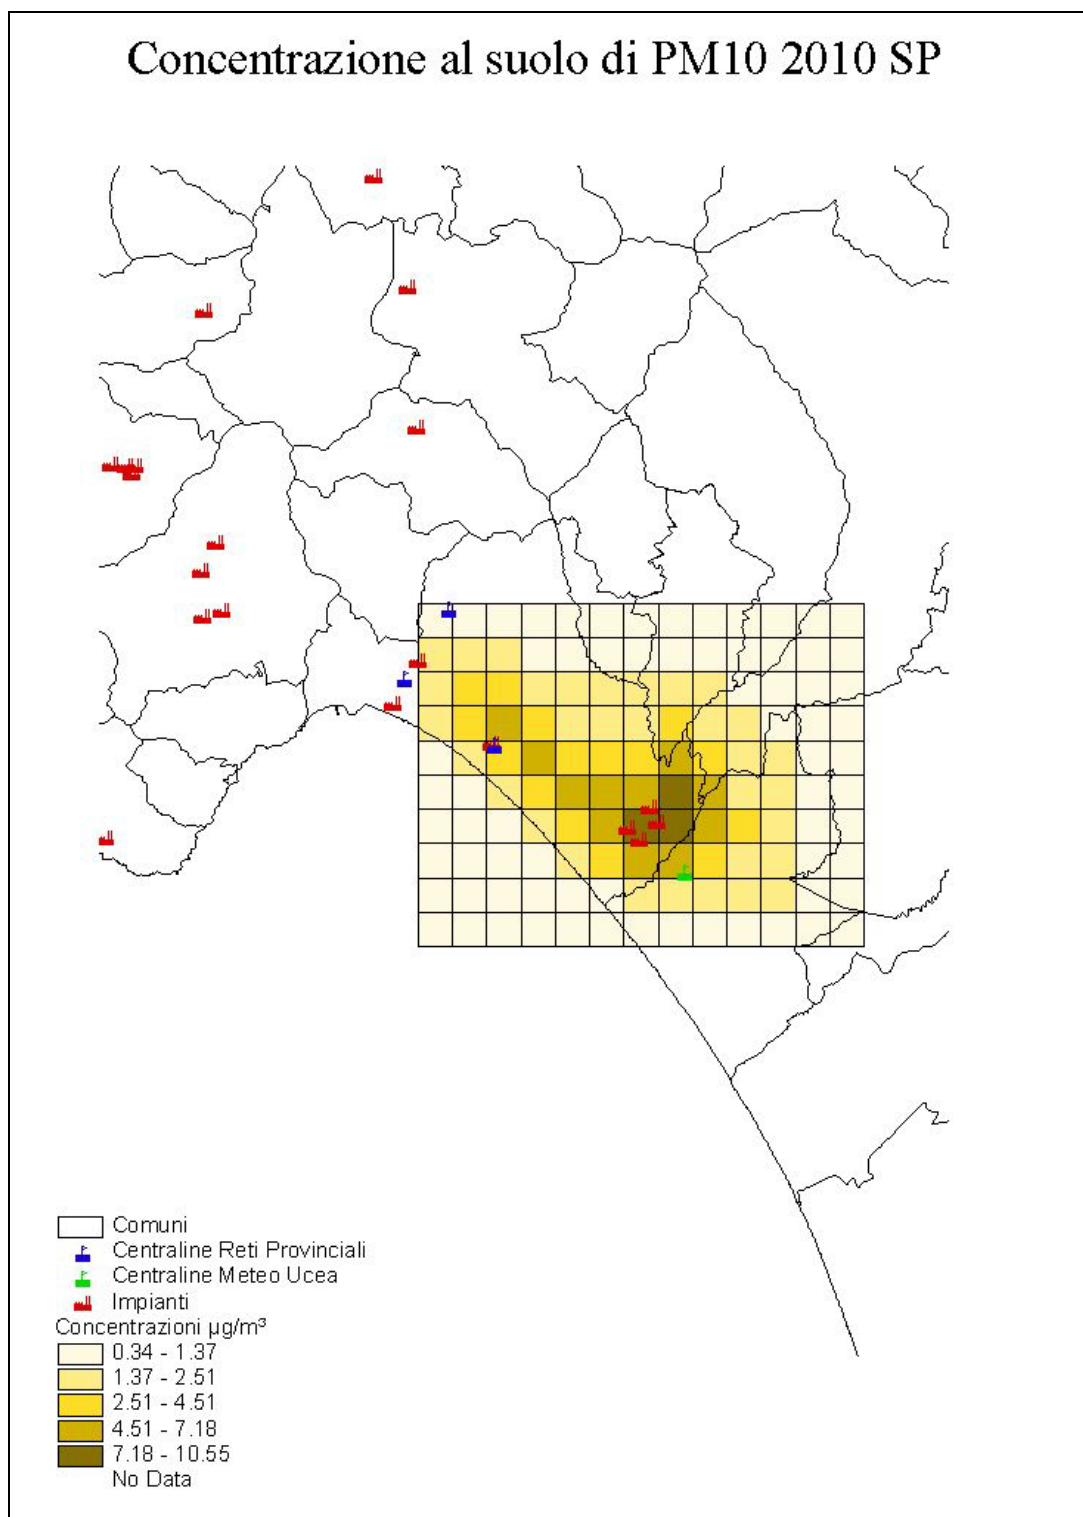 Concentrazione al suolo di PM10 2010 SP
Comuni
Centraline Reti Provinciali
Centraline Meteo Ucea
Impianti
Concentrazioni µg/m³
0.34 - 1.37
1.37 - 2.51
2.51 - 4.51
4.51 - 7.18
7.18 - 10.55
No Data